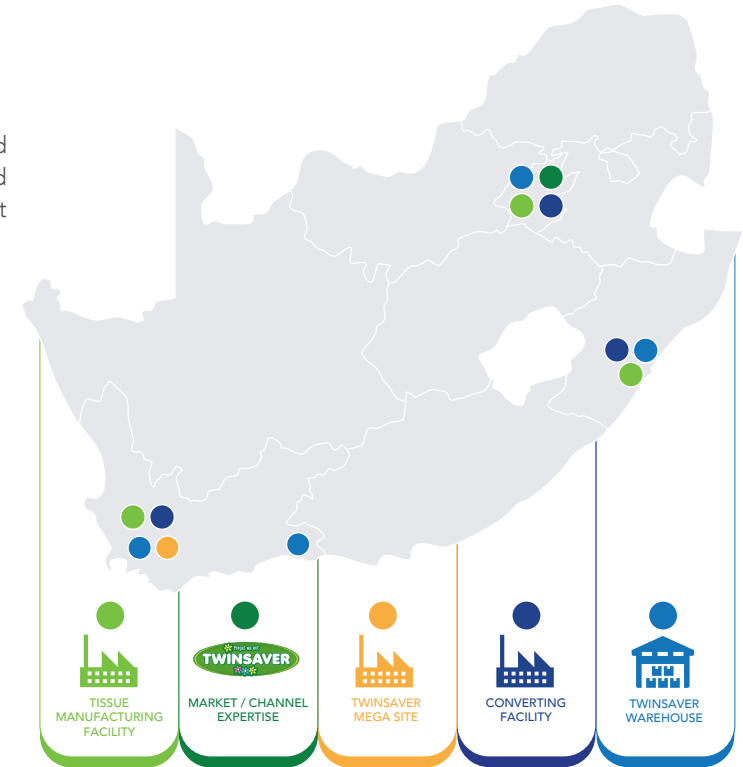 d
d
t
TWINSAVER
TISSUE
MANUFACTURING
FACILITY
MARKET / CHANNEL
EXPERTISE
TWINSAVER
MEGA SITE
CONVERTING
FACILITY
TWINSAVER
WAREHOUSE